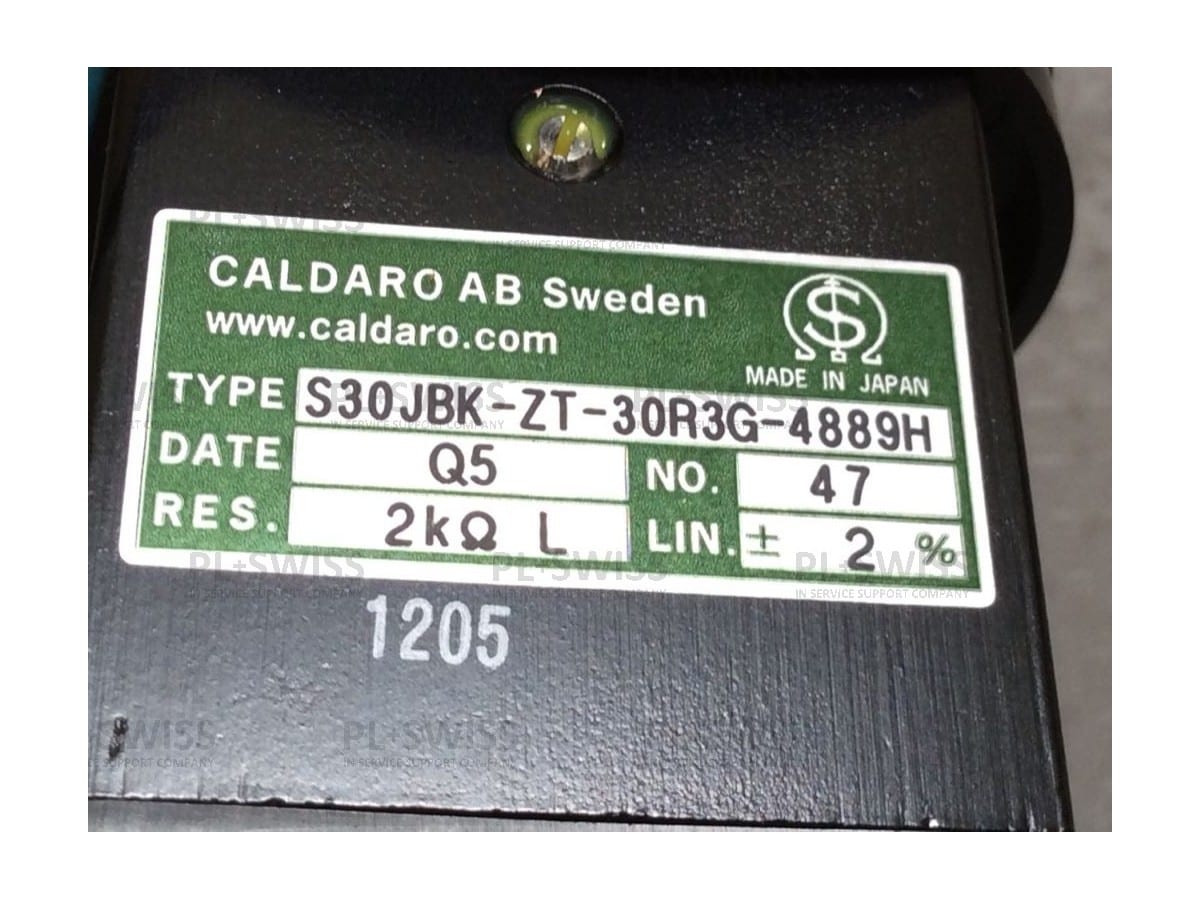 CALDARO AB Sweden
www.caldaro.com
MADE IN JAPAN
TYPE S30JBK-ZT-30R3G-4889H
DATE Q5 NO. 47
RES. 2kΩ L LIN. ± 2 %
1205
PL+SWISS
IN SERVICE SUPPORT COMPANY